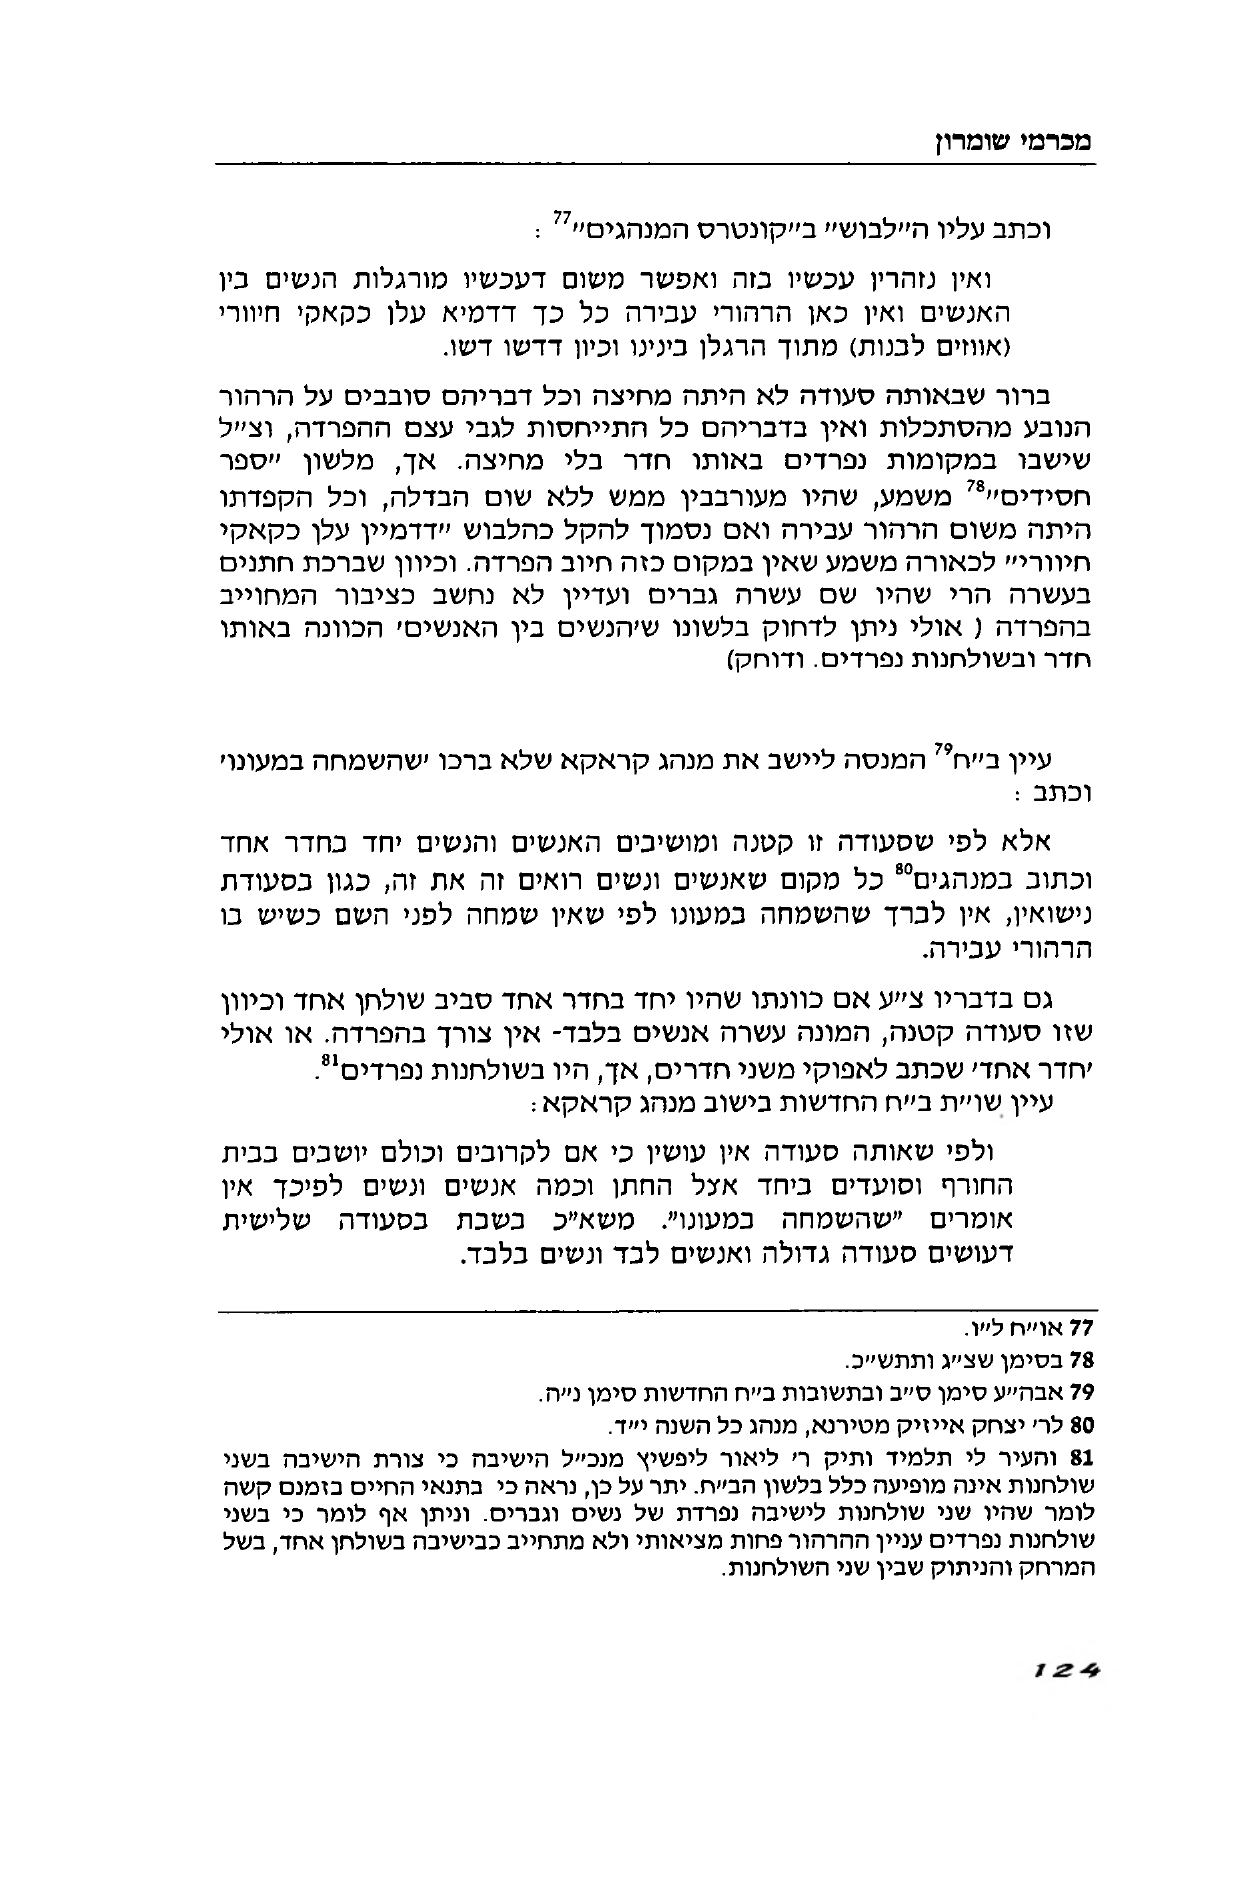 מכרמי שומרון
וכתב עליו ה״לבוש״ ב״קונטרס המנהגים״77 :
ואין נזהרין עכשיו בזה ואפשר משום דעכשיו מורגלות הנשים בין
האנשים ואין כאן הרהורי עבירה כל כך דדמיא עלן כקאקי חיוורי
(אווזים לבנות) מתוך הרגלן בינינו וכיון דדשו דשו.
ברור שבאותה סעודה לא היתה מחיצה וכל דבריהם סובבים על הרהור
הנובע מהסתכלות ואין בדבריהם כל התייחסות לגבי עצם ההפרדה, וצ״ל
שישבו במקומות נפרדים באותו חדר בלי מחיצה. אך, מלשון ״ספר
חסידים״78 משמע, שהיו מעורבבין ממש ללא שום הבדלה, וכל הקפדתו
היתה משום הרהור עבירה ואם נסמוך להקל כהלבוש ״דדמיין עלן כקאקי
חיוורי״ לכאורה משמע שאין במקום כזה חיוב הפרדה. וכיוון שברכת חתנים
בעשרה הרי שהיו שם עשרה גברים ועדיין לא נחשב כציבור המחוייב
בהפרדה ( אולי ניתן לדחוק בלשונו ש׳הנשים בין האנשים׳ הכוונה באותו
חדר ובשולחנות נפרדים. ודוחק)
עיין ב״ח79 המנסה ליישב את מנהג קראקא שלא ברכו ׳שהשמחה במעונו׳
וכתב :
אלא לפי שסעודה זו קטנה ומושיבים האנשים והנשים יחד בחדר אחד
וכתוב במנהגים80 כל מקום שאנשים ונשים רואים זה את זה, כגון בסעודת
נישואין, אין לברך שהשמחה במעונו לפי שאין שמחה לפני השם כשיש בו
הרהורי עבירה.
גם בדבריו צ״ע אם כוונתו שהיו יחד בחדר אחד סביב שולחן אחד וכיוון
שזו סעודה קטנה, המונה עשרה אנשים בלבד- אין צורך בהפרדה. או אולי
׳חדר אחד׳ שכתב לאפוקי משני חדרים, אך, היו בשולחנות נפרדים81.
עיין שו״ת ב״ח החדשות בישוב מנהג קראקא:
ולפי שאותה סעודה אין עושין כי אם לקרובים וכולם יושבים בבית
החורף וסועדים ביחד אצל החתן וכמה אנשים ונשים לפיכך אין
אומרים ״שהשמחה במעונו״. משא״כ בשבת בסעודה שלישית
דעושים סעודה גדולה ואנשים לבד ונשים בלבד.
77 או״ח ל״ו.
78 בסימן שצ״ג ותתש״כ.
79 אבה״ע סימן ס״ב ובתשובות ב״ח החדשות סימן נ״ה.
80 לר׳ יצחק אייזיק מטירנא, מנהג כל השנה י״ד.
81 והעיר לי תלמיד ותיק ר׳ ליאור ליפשיץ מנכ״ל הישיבה כי צורת הישיבה בשני
שולחנות אינה מופיעה כלל בלשון הב״ח. יתר על כן, נראה כי בתנאי החיים בזמנם קשה
לומר שהיו שני שולחנות לישיבה נפרדת של נשים וגברים. וניתן אף לומר כי בשני
שולחנות נפרדים עניין ההרהור פחות מציאותי ולא מתחייב כבישיבה בשולחן אחד, בשל
המרחק והניתוק שבין שני השולחנות.
124